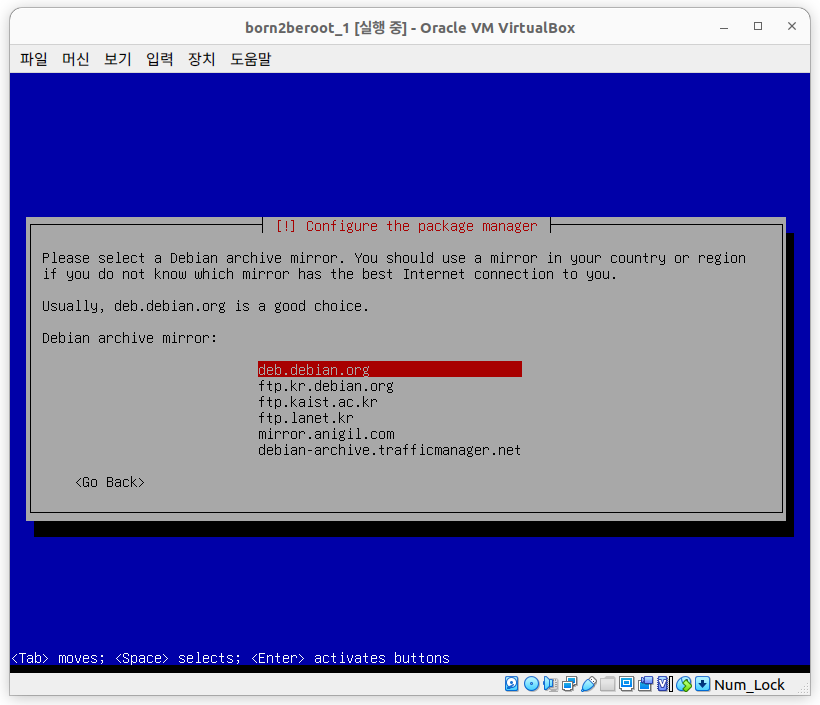 born2beroot_1 [실행 중] - Oracle VM VirtualBox
파일 머신 보기 입력 장치 도움말
[!] Configure the package manager
Please select a Debian archive mirror. You should use a mirror in your country or region
if you do not know which mirror has the best Internet connection to you.
Usually, deb.debian.org is a good choice.
Debian archive mirror:
deb.debian.org
ftp.kr.debian.org
ftp.kaist.ac.kr
ftp.lanet.kr
mirror.anigil.com
debian-archive.trafficmanager.net
<Go Back>
<Tab> moves; <Space> selects; <Enter> activates buttons
Num_Lock